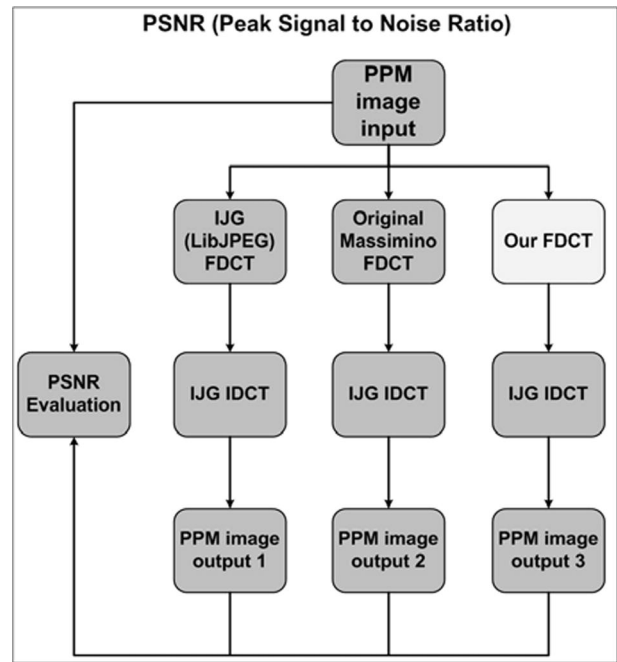 PSNR (Peak Signal to Noise Ratio)
PPM
image
input
IJG
(LibJPEG)
FDCT
Original
Massimino
FDCT
Our FDCT
PSNR
Evaluation
IJG IDCT
IJG IDCT
IJG IDCT
PPM image
output 1
PPM image
output 2
PPM image
output 3